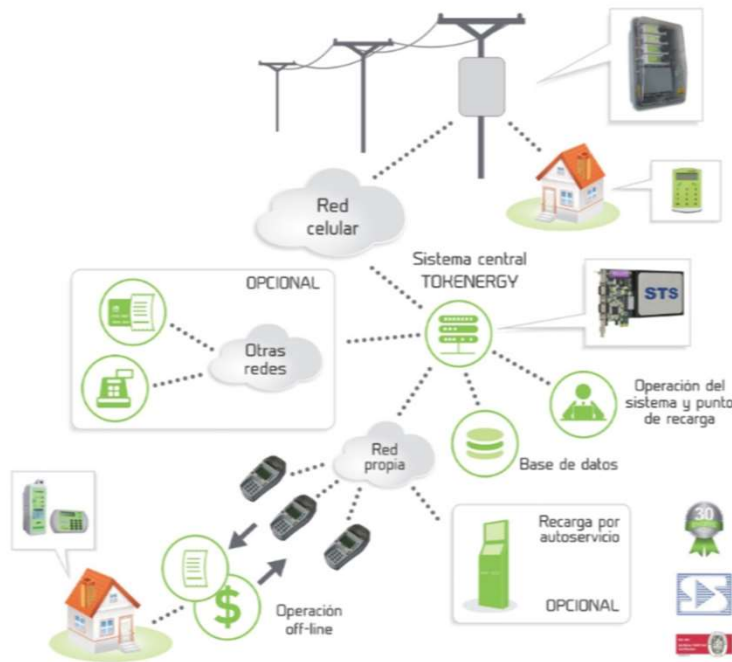 Red
celular
Sistema central
TOKENERGY
OPCIONAL
STS
Otras
redes
Operación del
sistema y punto
de recarga
Red
propia
Base de datos
Recarga por
autoservicio
30
OPCIONAL
$
Operación
off-line